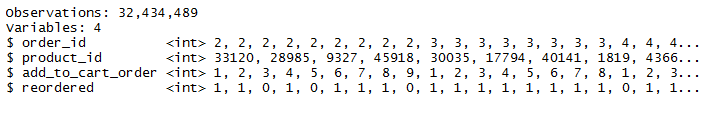 Observations: 32,434,489
Variables: 4
$ order_id          <int> 2, 2, 2, 2, 2, 2, 2, 2, 2, 3, 3, 3, 3, 3, 3, 3, 3, 4, 4, 4...
$ product_id        <int> 33120, 28985, 9327, 45918, 30035, 17794, 40141, 1819, 4366...
$ add_to_cart_order <int> 1, 2, 3, 4, 5, 6, 7, 8, 9, 1, 2, 3, 4, 5, 6, 7, 8, 1, 2, 3...
$ reordered         <int> 1, 1, 0, 1, 0, 1, 1, 1, 0, 1, 1, 1, 1, 1, 1, 1, 1, 0, 1, 1...